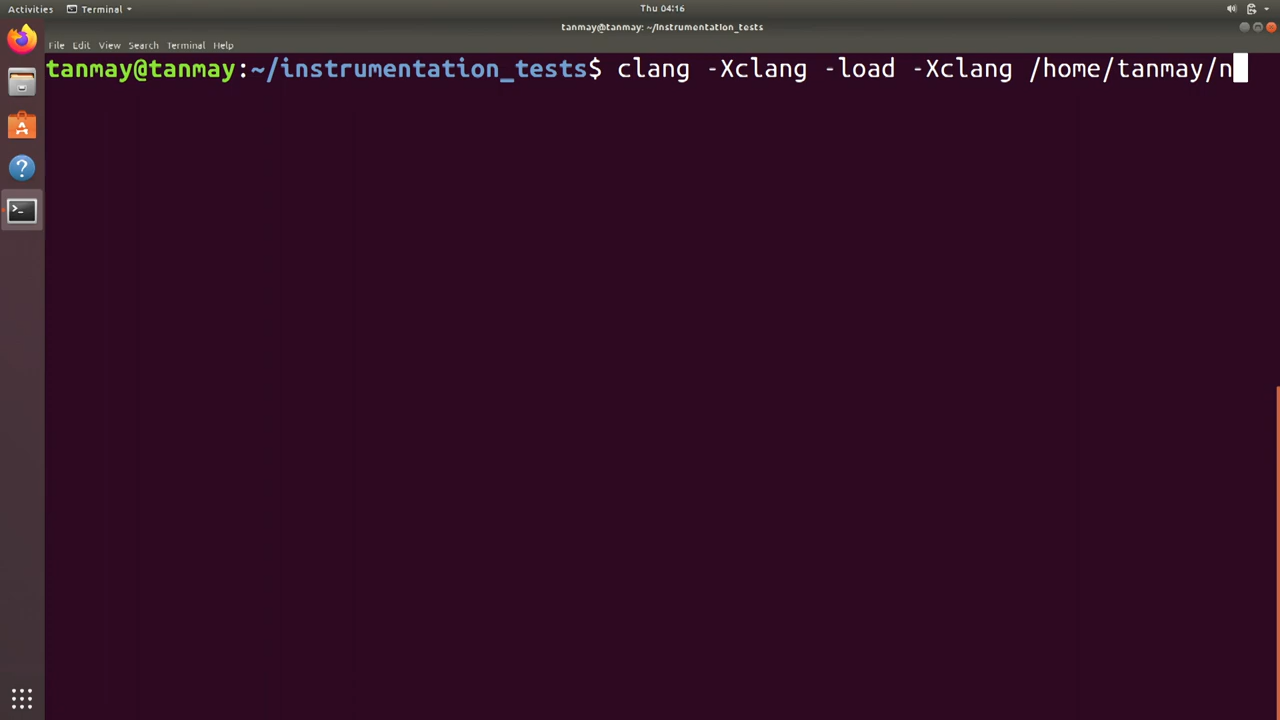 Activities Terminal Thu 04:16
tanmay@tanmay: ~/instrumentation_tests
File Edit View Search Terminal Help
tanmay@tanmay:~/instrumentation_tests$ clang -Xclang -load -Xclang /home/tanmay/n